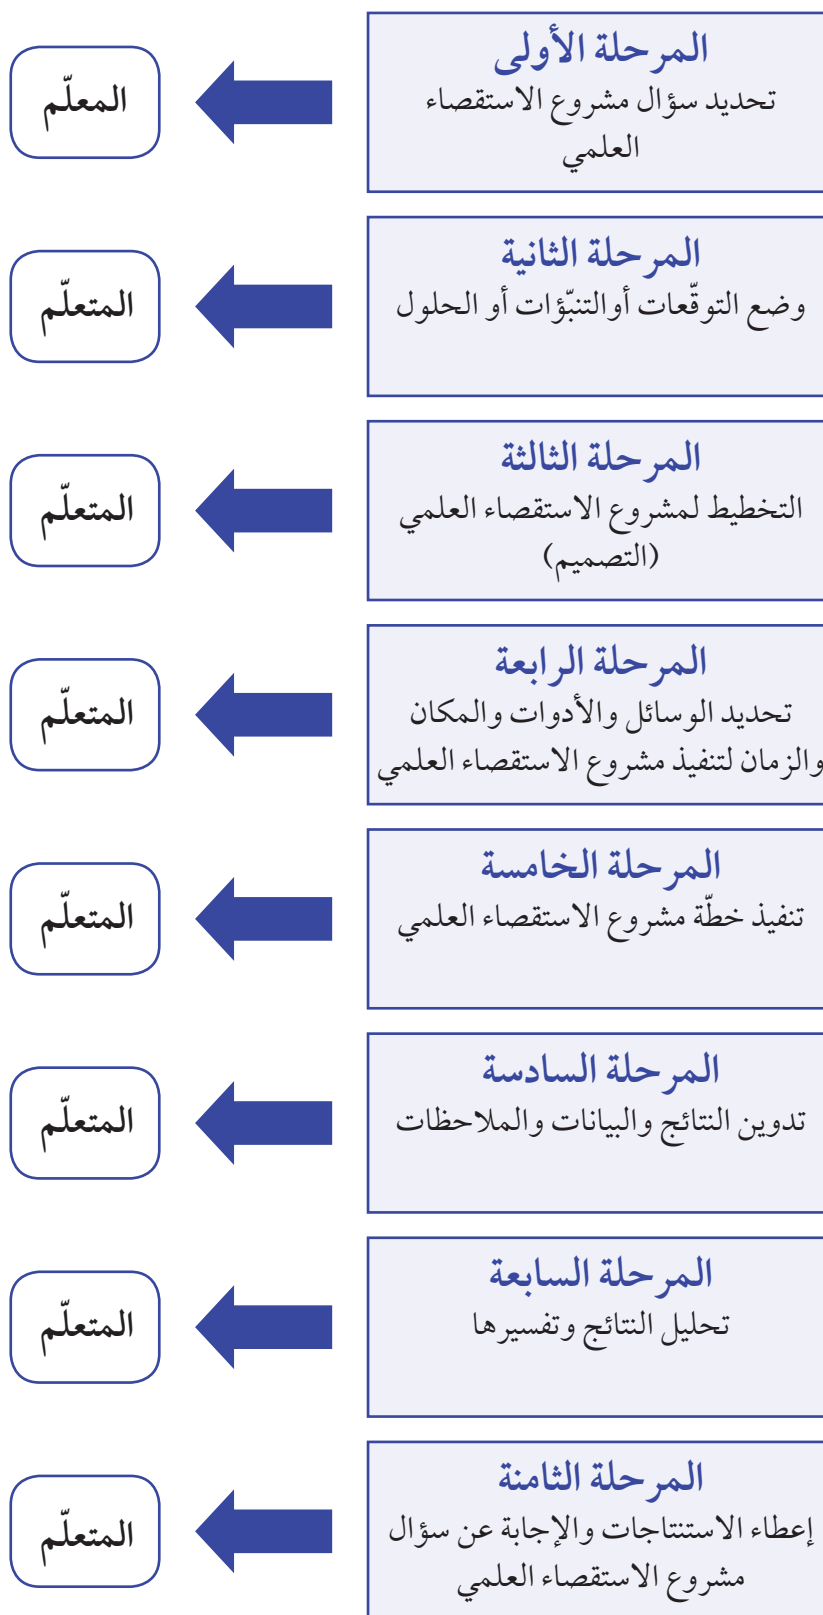 المرحلة الأولى
تحديد سؤال مشروع الاستقصاء
العلمي
المعلّم
المرحلة الثانية
وضع التوقّعات أوالتنبّؤات أو الحلول
المتعلّم
المرحلة الثالثة
التخطيط لمشروع الاستقصاء العلمي
(التصميم)
المتعلّم
المرحلة الرابعة
تحديد الوسائل والأدوات والمكان
والزمان لتنفيذ مشروع الاستقصاء العلمي
المتعلّم
المرحلة الخامسة
تنفيذ خطّة مشروع الاستقصاء العلمي
المتعلّم
المرحلة السادسة
تدوين النتائج والبيانات والملاحظات
المتعلّم
المرحلة السابعة
تحليل النتائج وتفسيرها
المتعلّم
المرحلة الثامنة
إعطاء الاستنتاجات والإجابة عن سؤال
مشروع الاستقصاء العلمي
المتعلّم